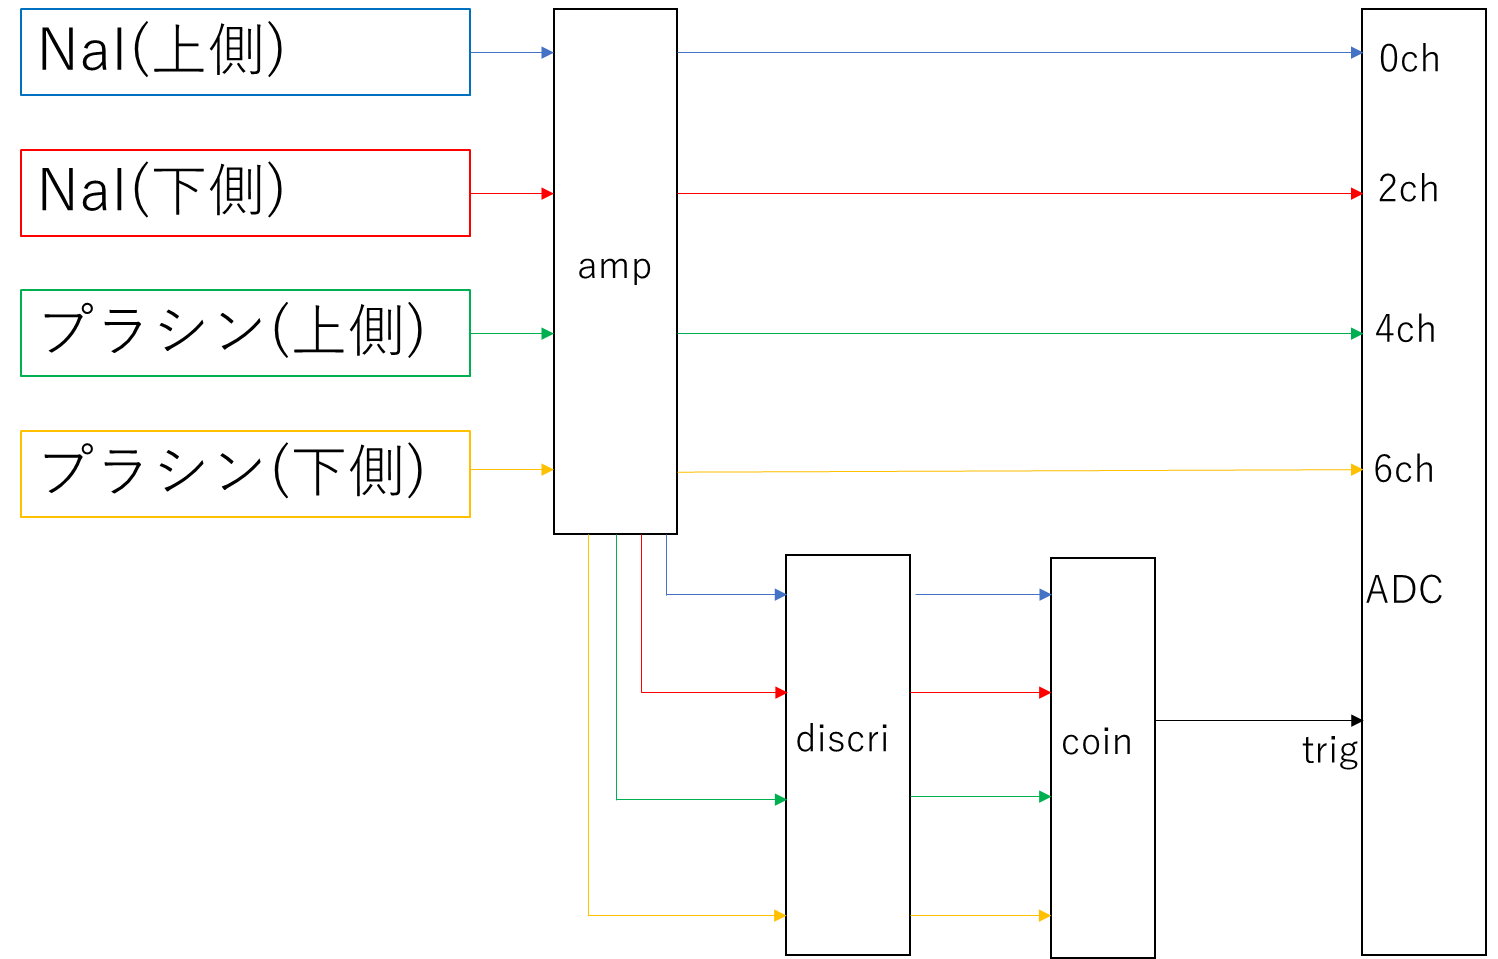 NaI(上側)
0ch
NaI(下側)
2ch
amp
プラシン(上側)
4ch
プラシン(下側)
6ch
ADC
discri
coin
trig